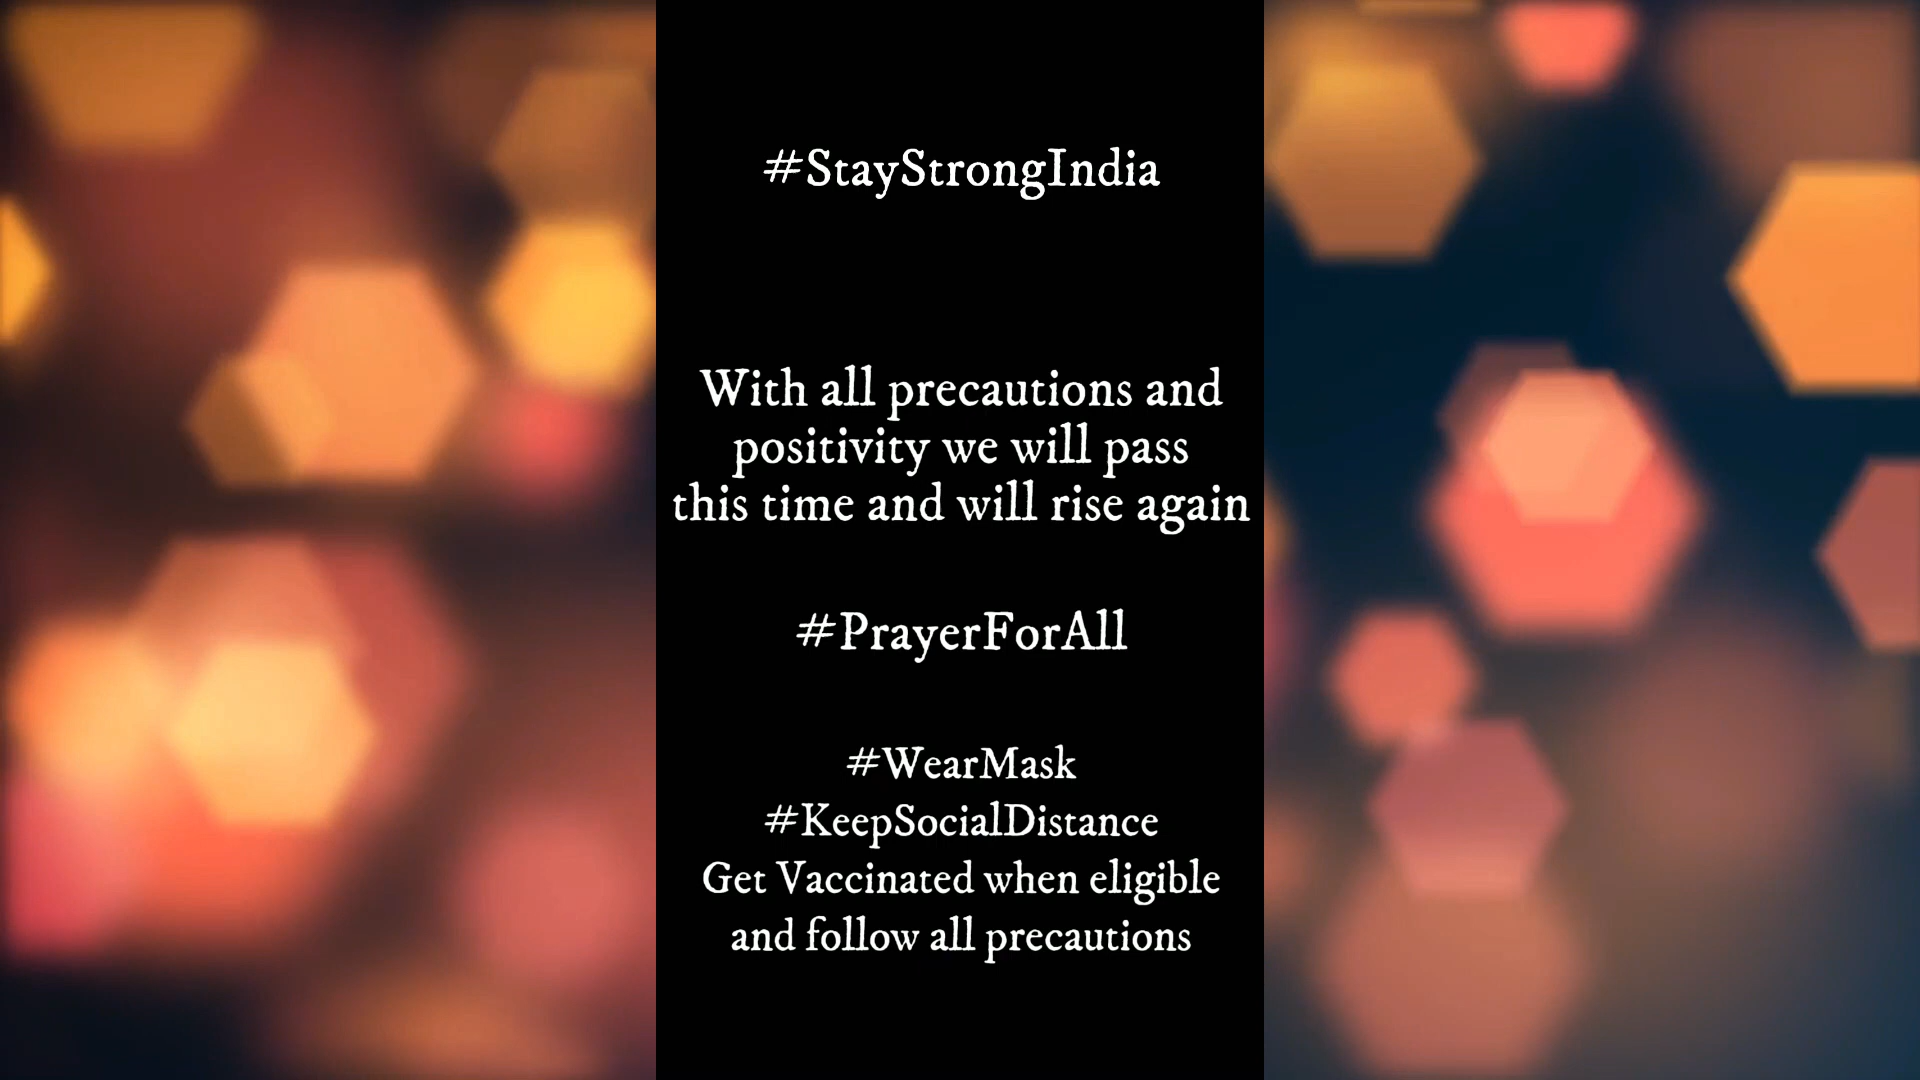 #StayStrongIndia
With all precautions and
positivity we will pass
this time and will rise again
#PrayerForAll
#WearMask
#KeepSocialDistance
Get Vaccinated when eligible
and follow all precautions